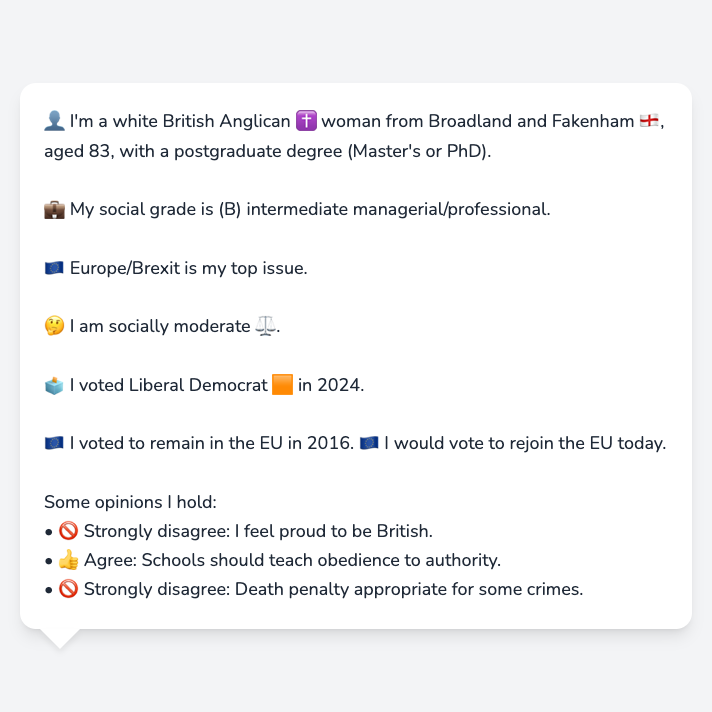 👤 I'm a white British Anglican ✝️ woman from Broadland and Fakenham 🏴󠁧󠁢󠁥󠁮󠁧󠁿,
aged 83, with a postgraduate degree (Master's or PhD).
💼 My social grade is (B) intermediate managerial/professional.
🇪🇺 Europe/Brexit is my top issue.
🤔 I am socially moderate ⚖️.
🗳️ I voted Liberal Democrat 🟧 in 2024.
🇪🇺 I voted to remain in the EU in 2016. 🇪🇺 I would vote to rejoin the EU today.
Some opinions I hold:
• 🚫 Strongly disagree: I feel proud to be British.
• 👍 Agree: Schools should teach obedience to authority.
• 🚫 Strongly disagree: Death penalty appropriate for some crimes.